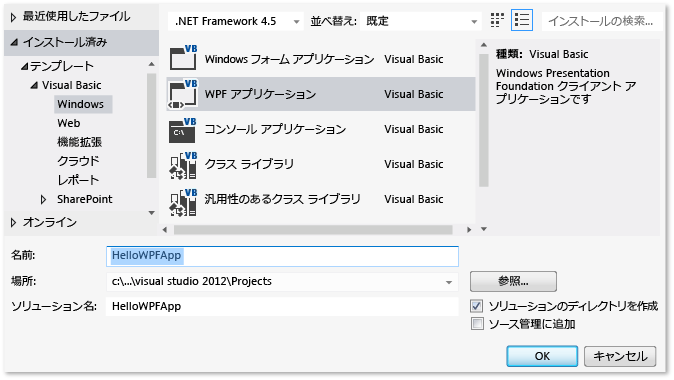 最近使用したファイル
.NET Framework 4.5 並べ替え: 既定 インストールの検索...
インストール済み
テンプレート
Visual Basic
Windows
Web
機能拡張
クラウド
レポート
SharePoint
オンライン
VB Windows フォーム アプリケーション Visual Basic
VB WPF アプリケーション Visual Basic
VB C:\ コンソール アプリケーション Visual Basic
VB クラス ライブラリ Visual Basic
VB 汎用性のあるクラス ライブラリ Visual Basic
種類: Visual Basic
Windows Presentation
Foundation クライアント ア
プリケーションです
名前: HelloWPFApp
場所: c:\...\visual studio 2012\Projects 参照...
ソリューション名: HelloWPFApp ソリューションのディレクトリを作成
ソース管理に追加
OK キャンセル